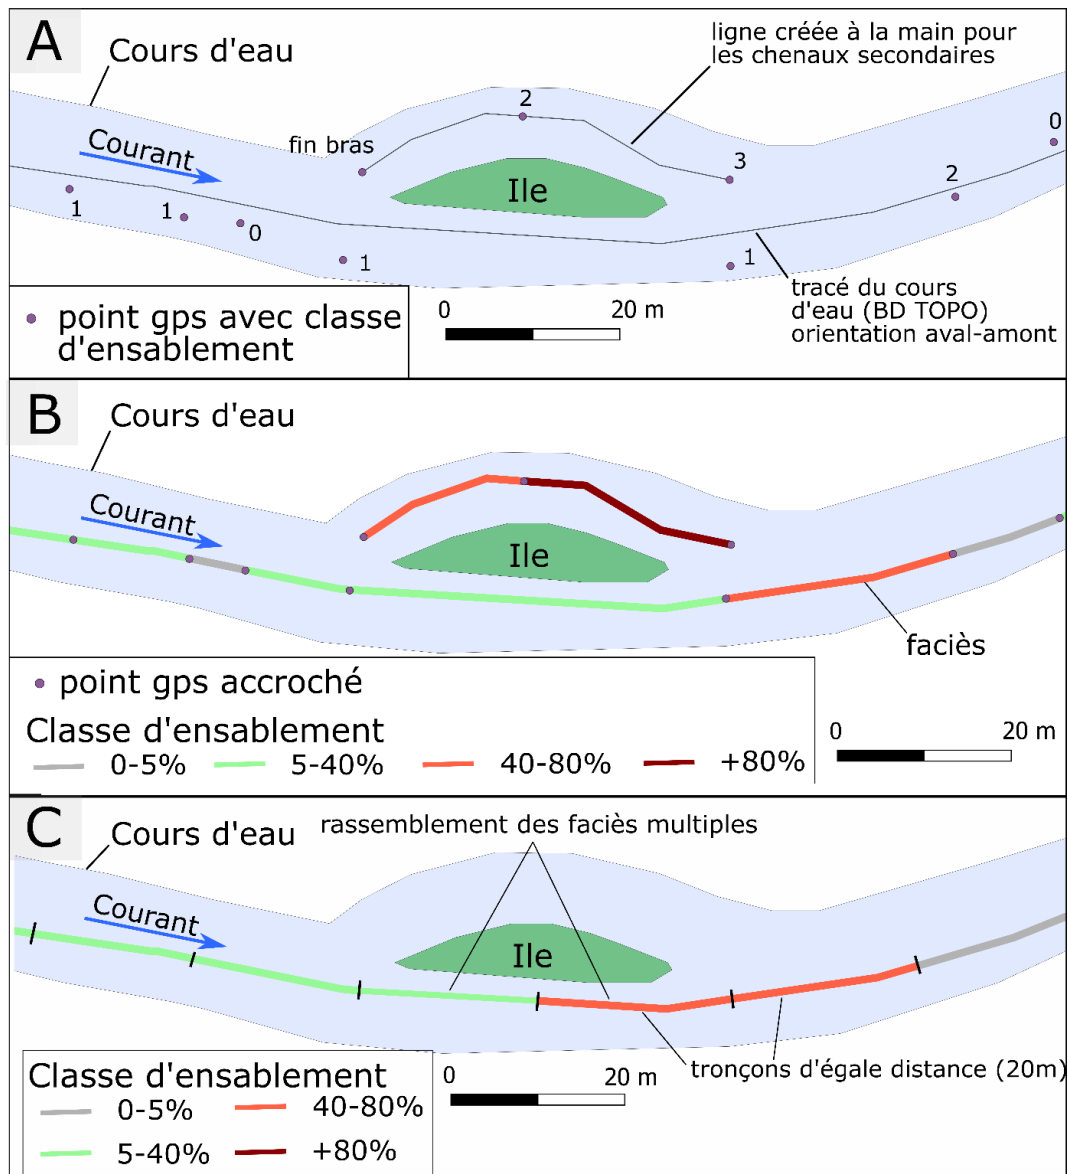 A
Cours d'eau
ligne créée à la main pour
les chenaux secondaires
Courant
fin bras
2
3
0
2
1
1
0
1
1
Ile
tracé du cours
d'eau (BD TOPO)
orientation aval-amont
0
20 m
point gps avec classe
d'ensablement
B
Cours d'eau
Courant
Ile
faciès
point gps accroché
Classe d'ensablement
0-5%
5-40%
40-80%
+80%
0
20 m
C
Cours d'eau
rassemblement des faciès multiples
Courant
Ile
tronçons d'égale distance (20m)
Classe d'ensablement
0-5%
40-80%
5-40%
+80%
0
20 m